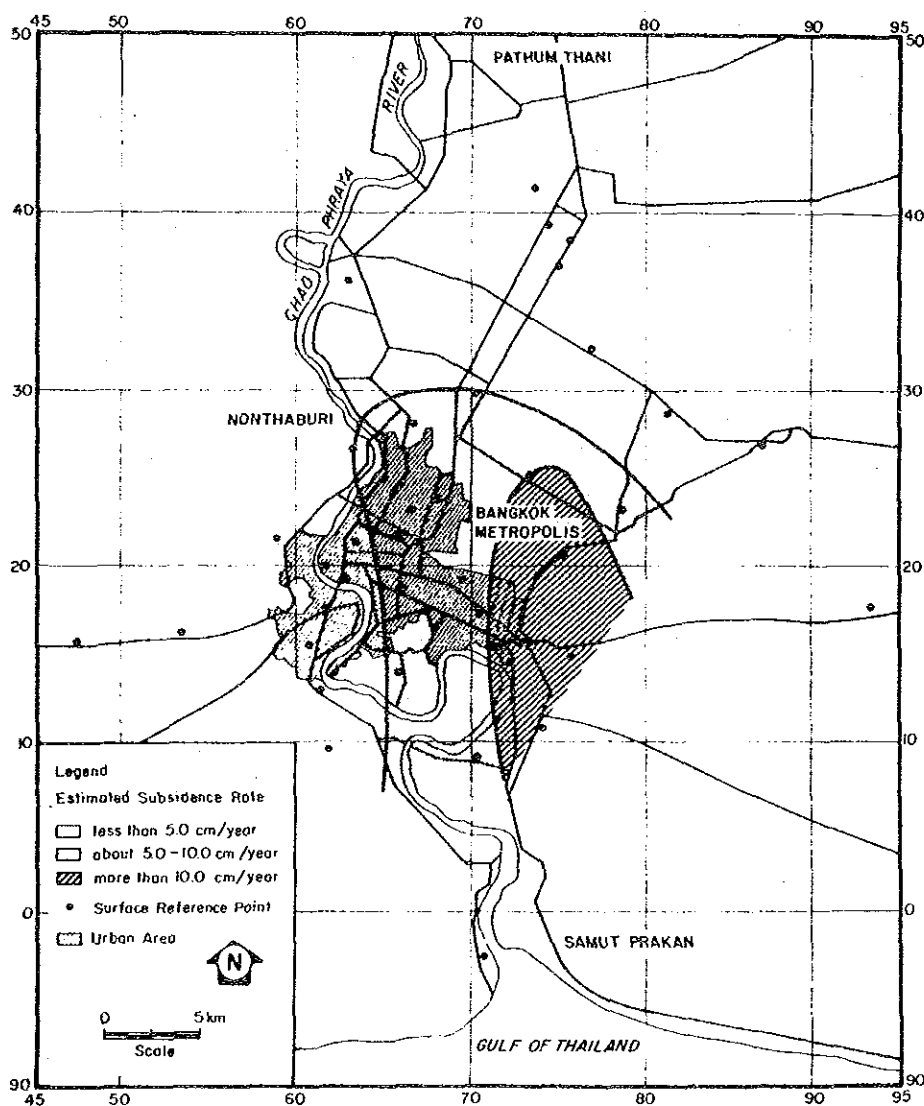 45 50 60 70 80 90 95
50 50
PATHUM THANI
RIVER
PHRAYA
CHAO
40 40
30 30
NONTHABURI
BANGKOK
METROPOLIS
20 20
10 10
Legend
Estimated Subsidence Rate
less than 5.0 cm/year
about 5.0-10.0 cm/year
more than 10.0 cm/year
Surface Reference Point
Urban Area
N
0 5 km
Scale
0 0
SAMUT PRAKAN
GULF OF THAILAND
90 90
45 50 60 70 80 90 95